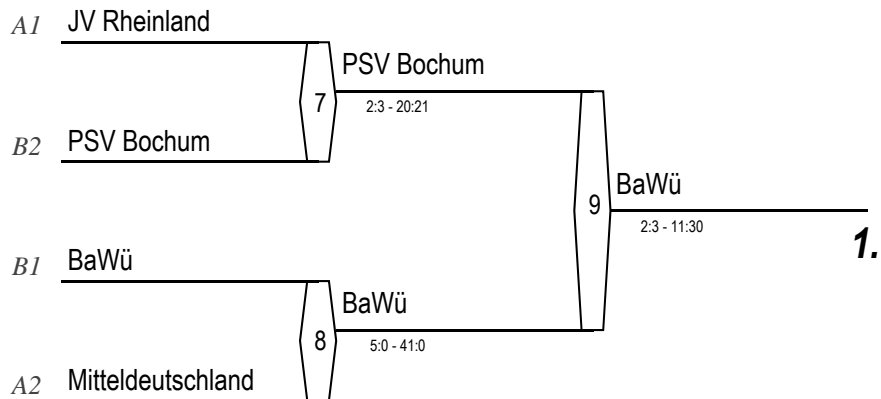 A1 JV Rheinland
PSV Bochum
7
2:3 - 20:21
B2 PSV Bochum
BaWü
9
2:3 - 11:30
1.
B1 BaWü
BaWü
8
5:0 - 41:0
A2 Mitteldeutschland